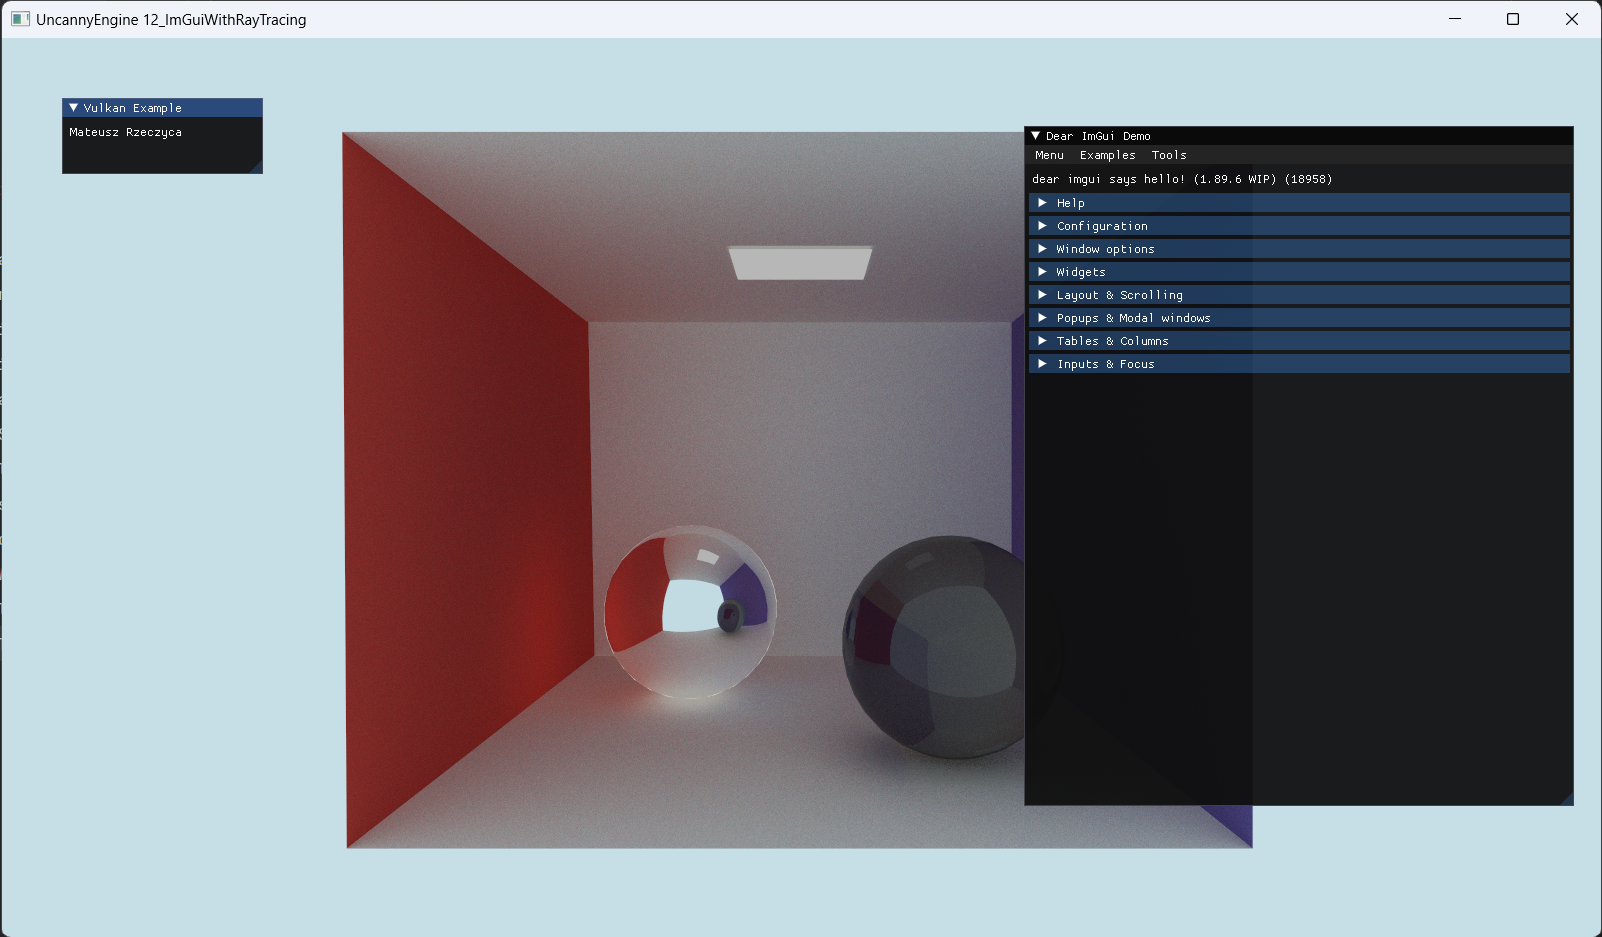 UncannyEngine 12_ImGuiWithRayTracing
Vulkan Example
Mateusz Rzeczyca
Dear ImGui Demo
Menu Examples Tools
dear imgui says hello! (1.89.6 WIP) (18958)
Help
Configuration
Window options
Widgets
Layout & Scrolling
Popups & Modal windows
Tables & Columns
Inputs & Focus